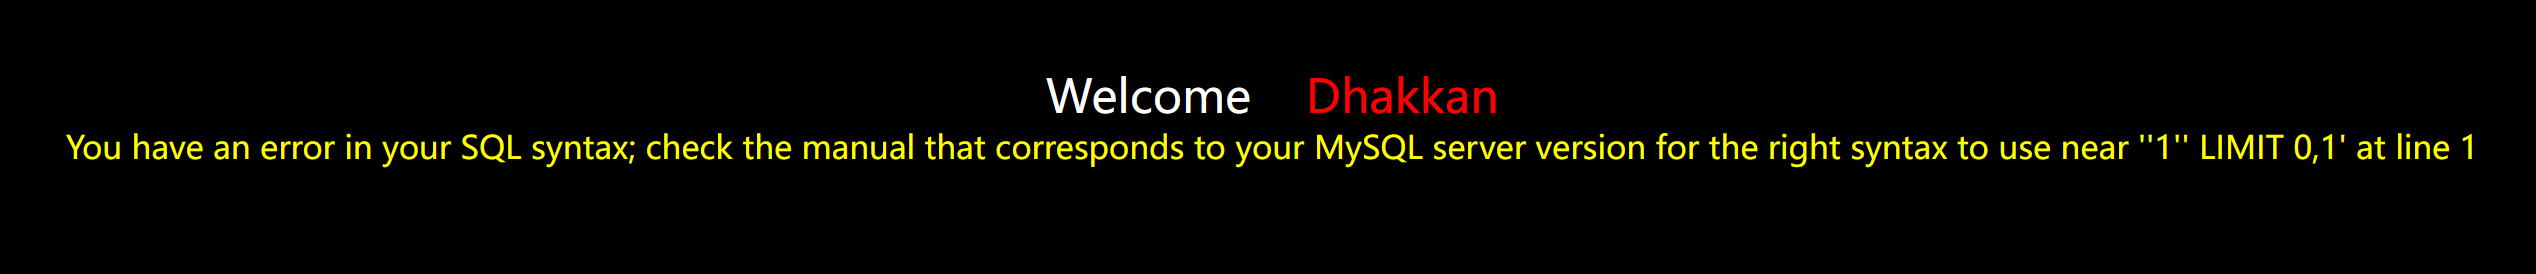 Welcome Dhakkan
You have an error in your SQL syntax; check the manual that corresponds to your MySQL server version for the right syntax to use near ''1'' LIMIT 0,1' at line 1